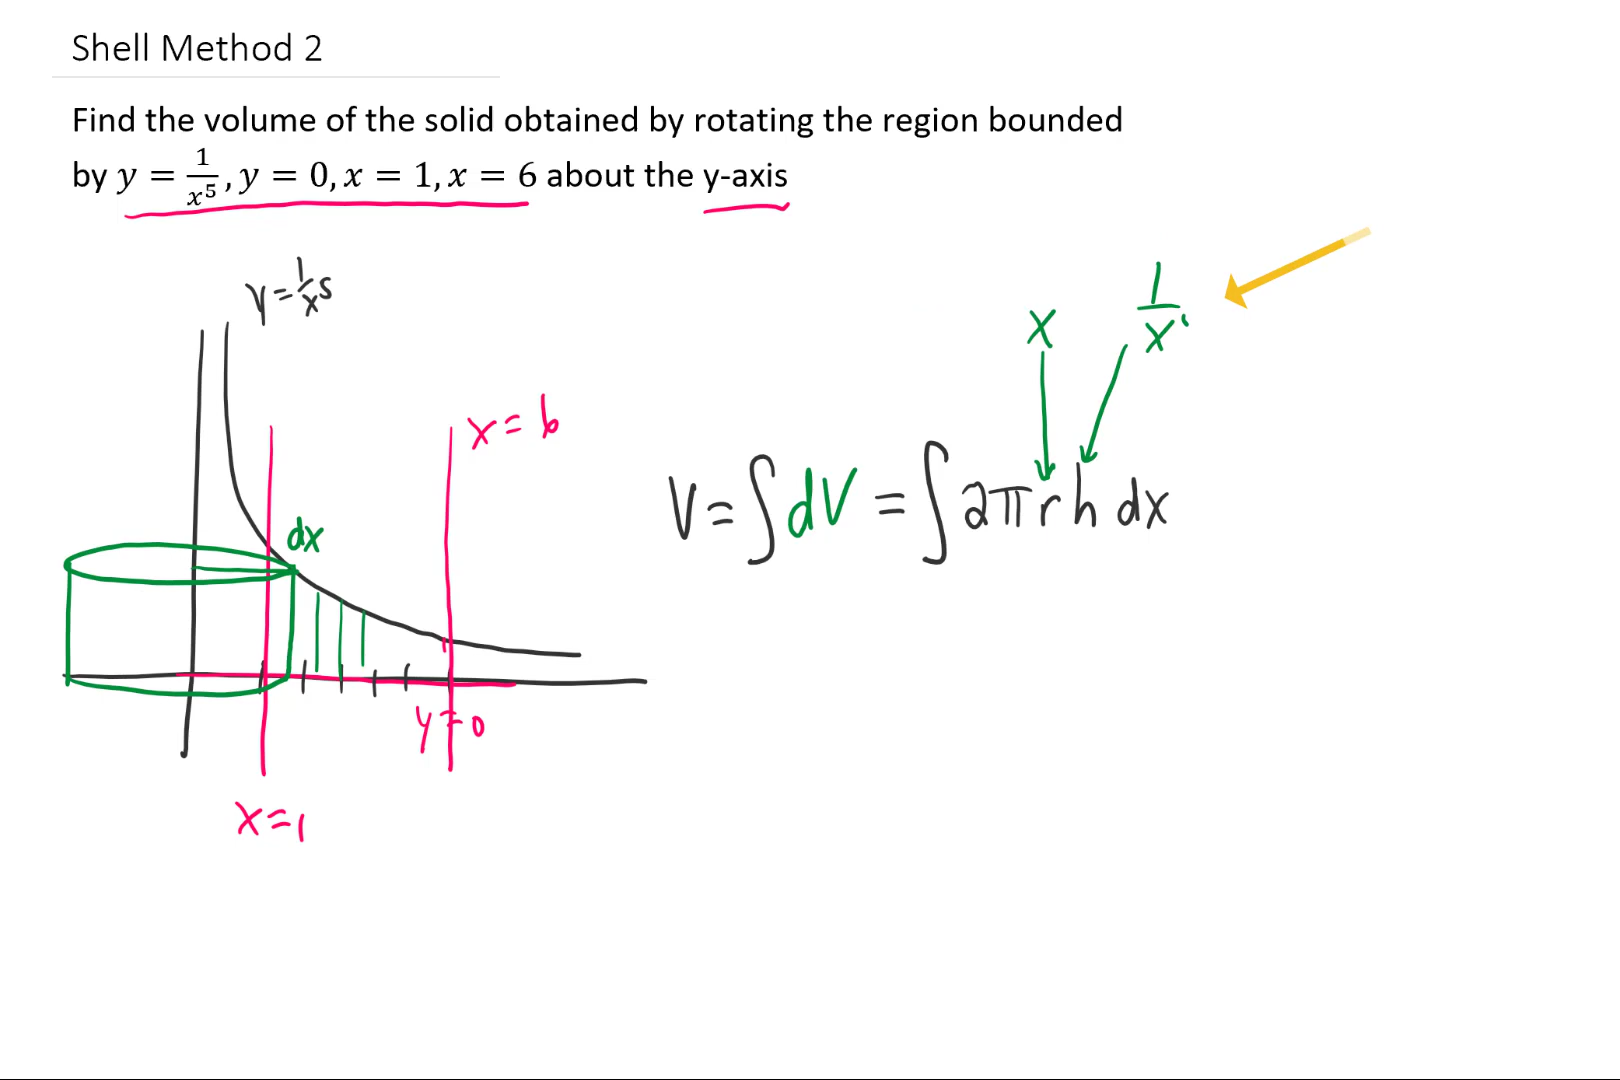 Shell Method 2
Find the volume of the solid obtained by rotating the region bounded
by y = 1/x⁵, y = 0, x = 1, x = 6 about the y-axis
y = 1/x5
x
1/x
x = 6
V = ∫ dV = ∫ 2πrh dx
dx
y = 0
x = 1